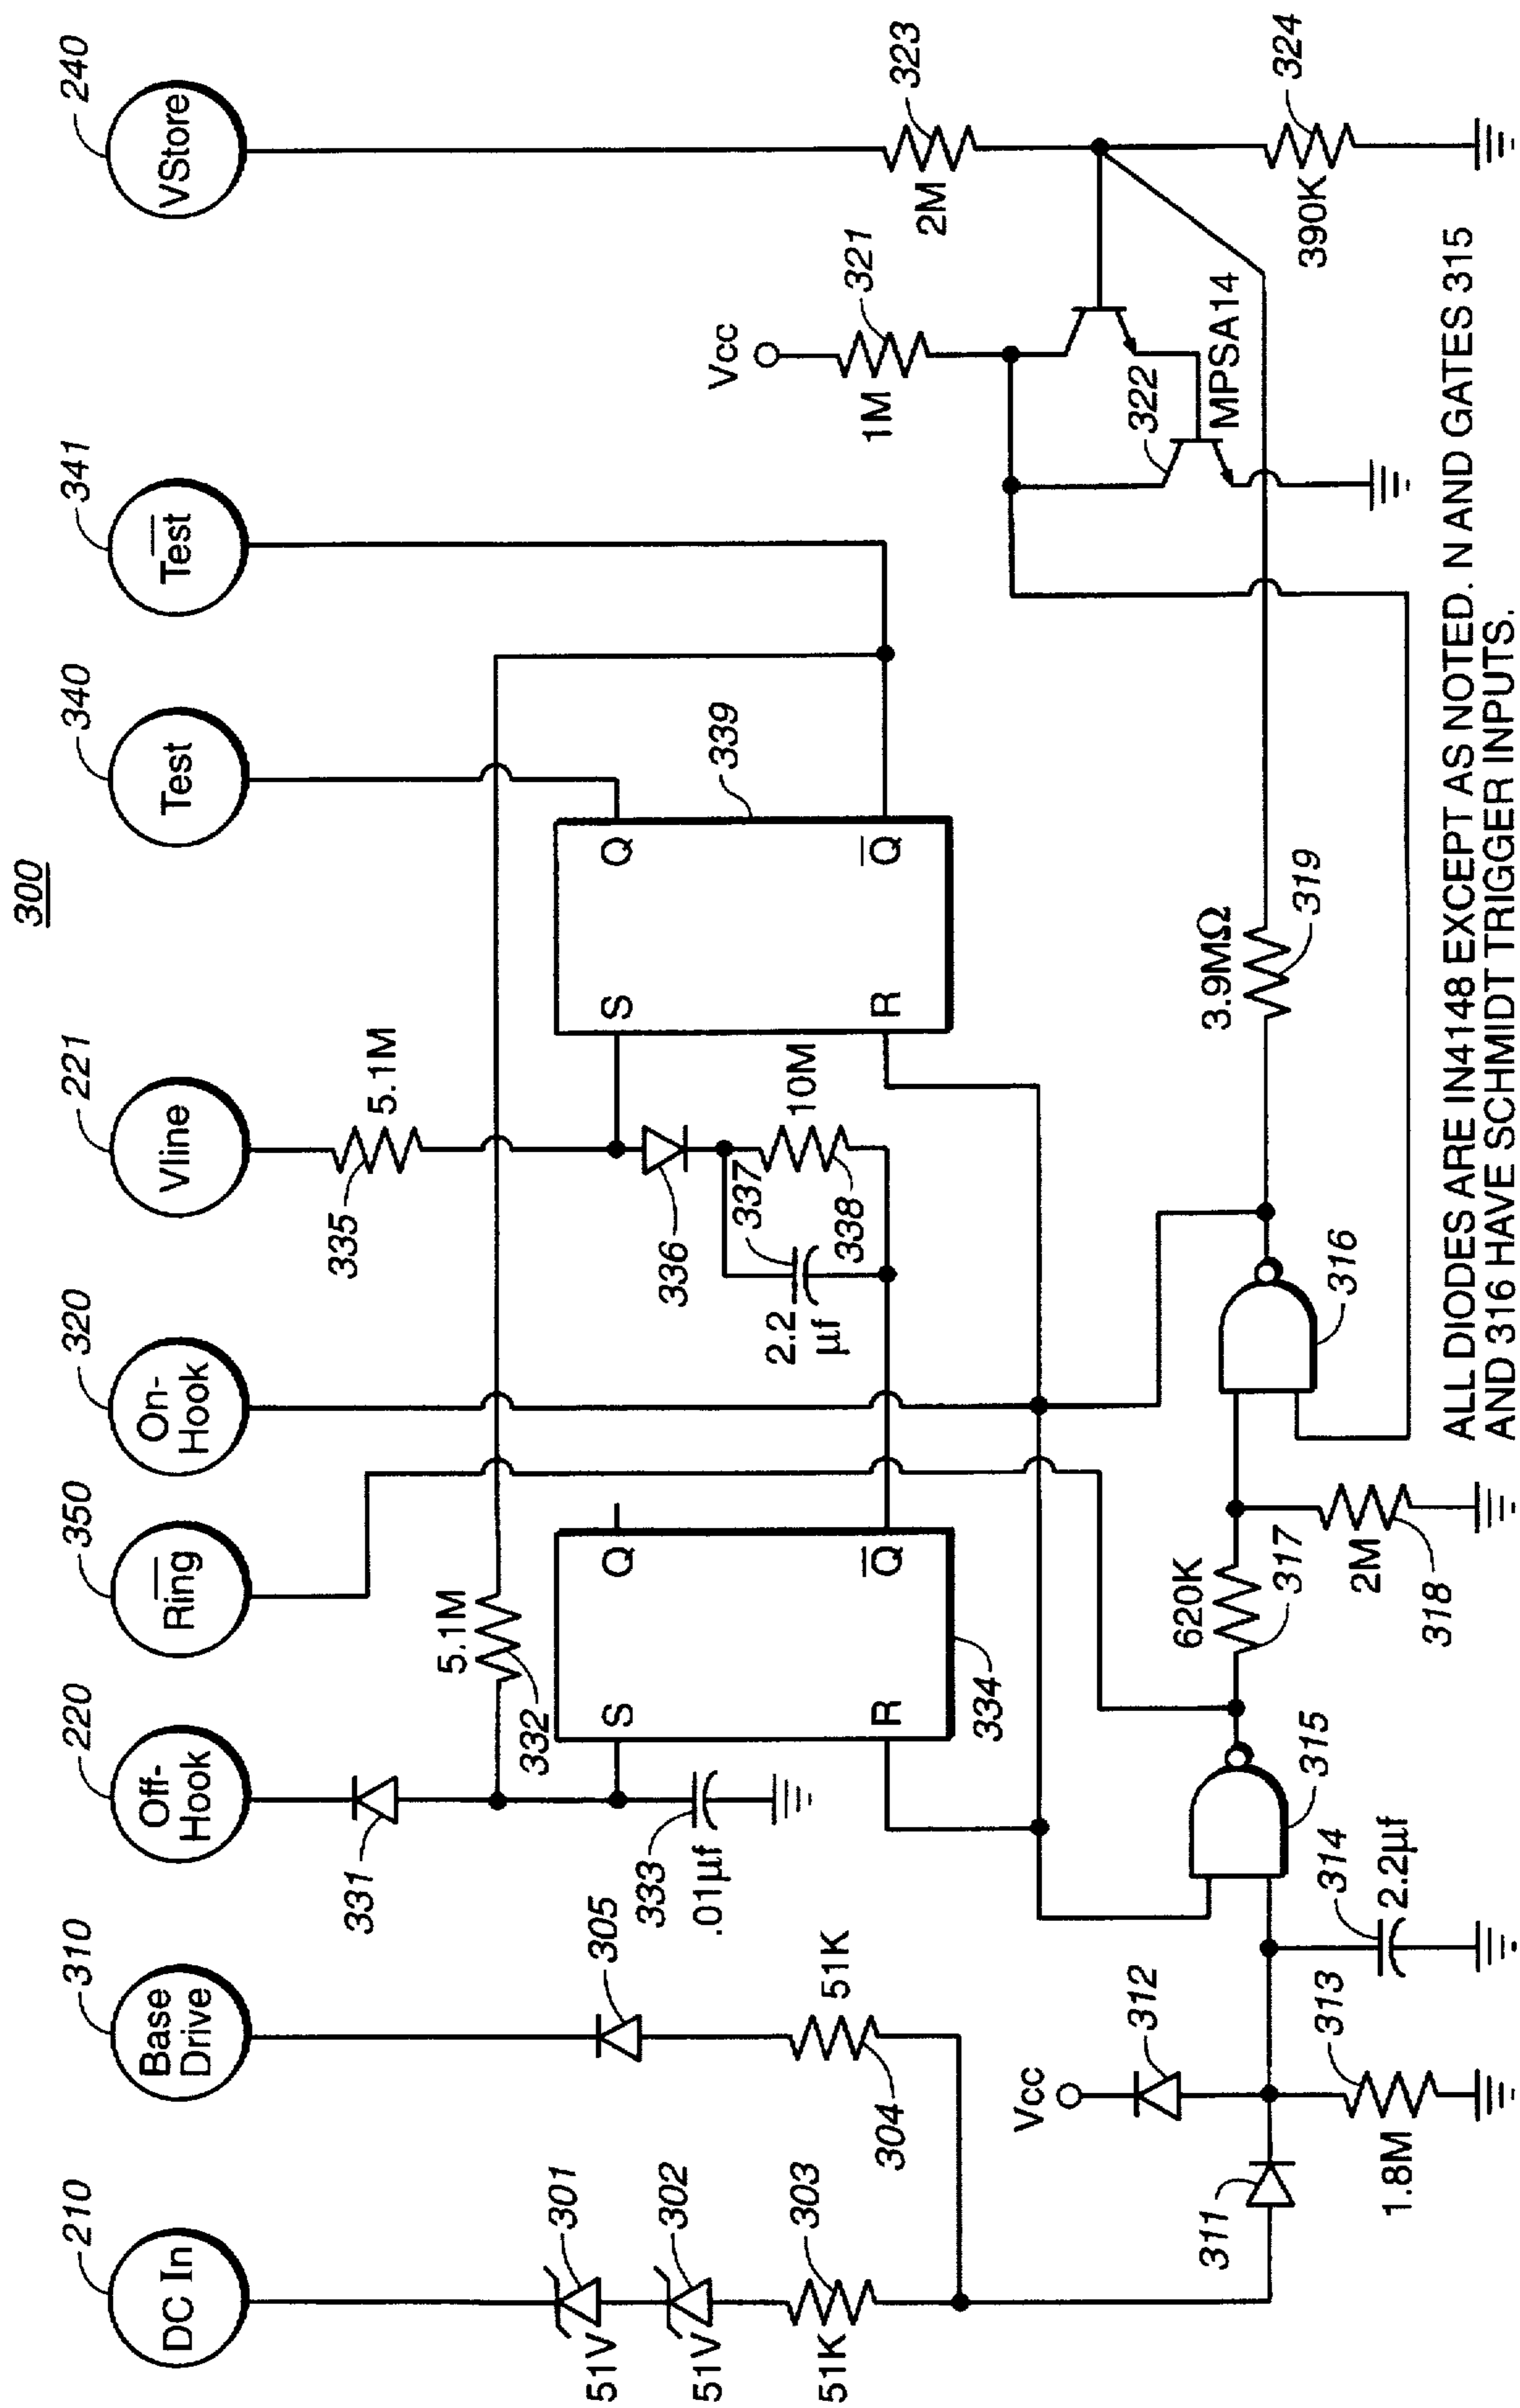 300
210
DC In
310
Base
Drive
220
Off-
Hook
350
Ring
320
On-
Hook
221
Vline
340
Test
341
Test
240
VStore
51V
301
51V
302
51K
303
305
51K
304
331
333
.01µf
5.1M
332
S
R
Q
Q
334
335
5.1M
336
337
2.2
µf
10M
338
S
R
Q
Q
339
Vcc
1M
321
2M
323
322
MPSA14
390K
324
311
Vcc
312
1.8M
313
314
2.2µf
315
620K
317
2M
318
316
3.9MΩ
319
ALL DIODES ARE IN4148 EXCEPT AS NOTED. N AND GATES 315
AND 316 HAVE SCHMIDT TRIGGER INPUTS.